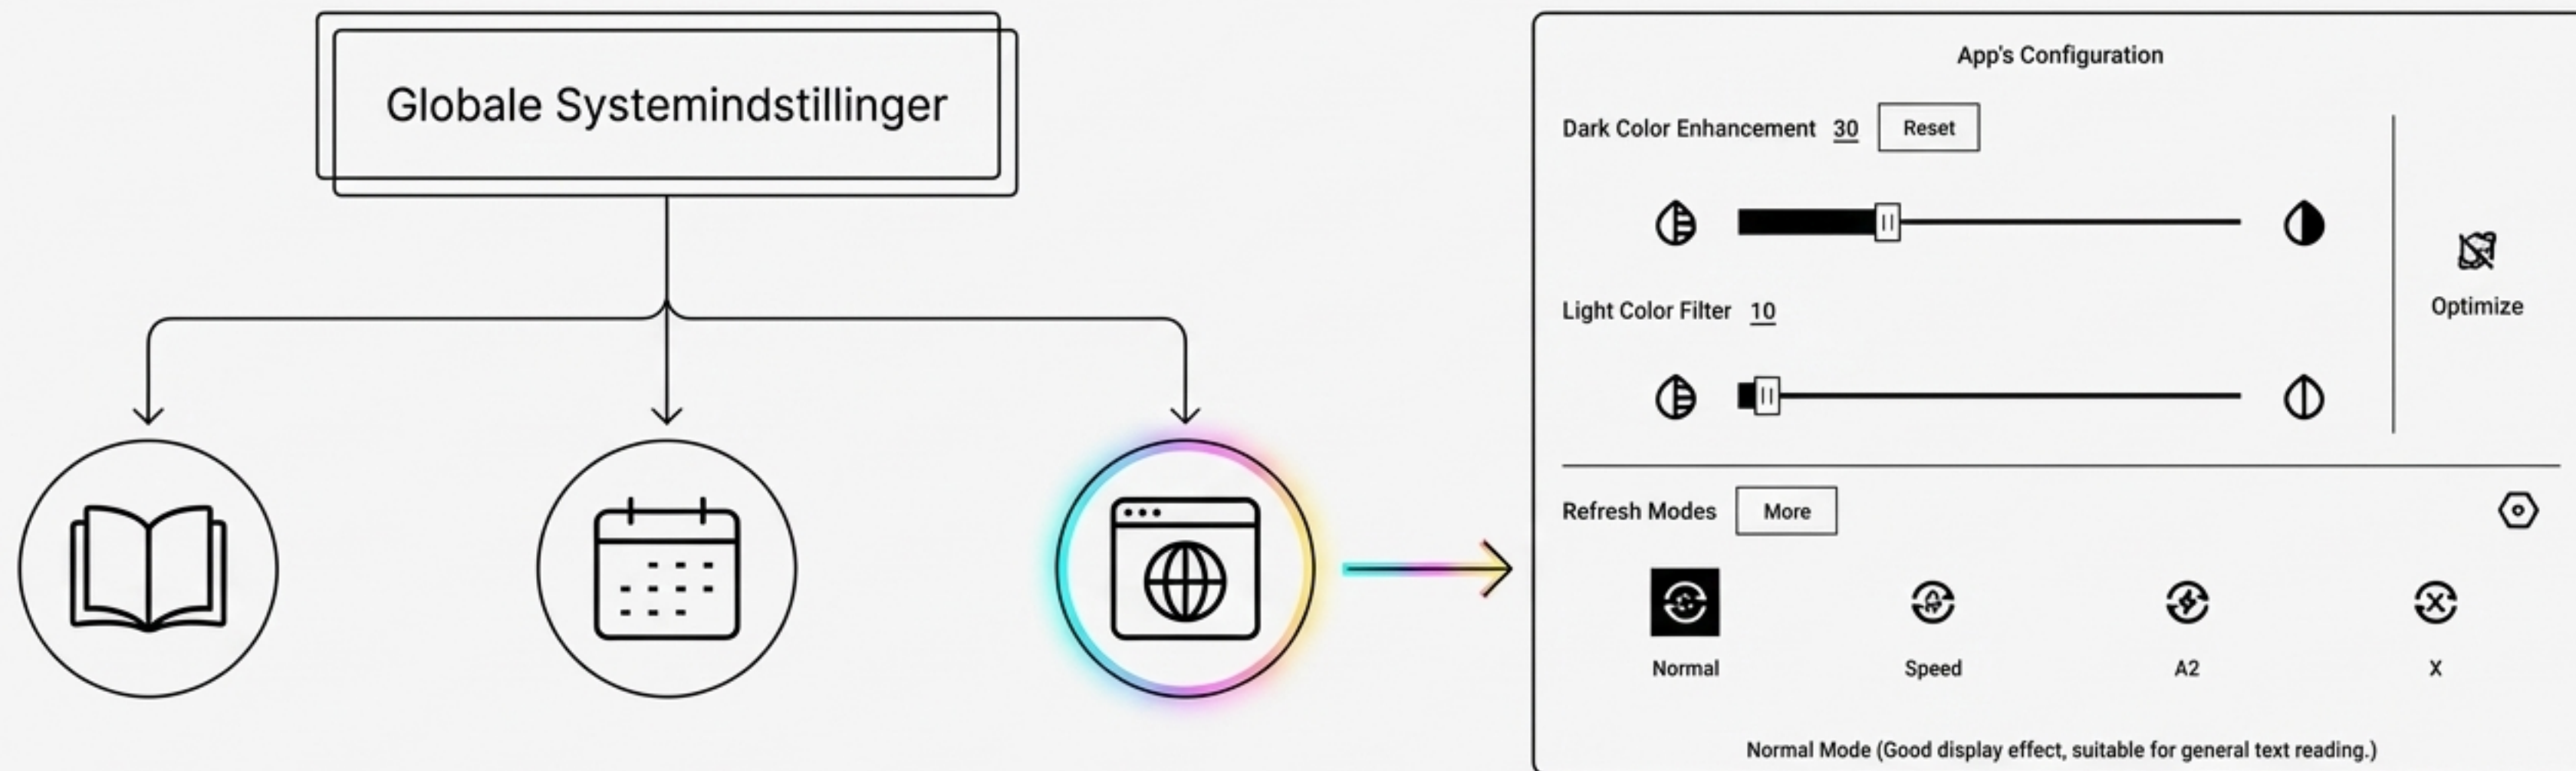 Globale Systemindstillinger
App's Configuration
Dark Color Enhancement 30 Reset
Light Color Filter 10
Optimize
Refresh Modes More
Normal Speed A2 X
Normal Mode (Good display effect, suitable for general text reading.)